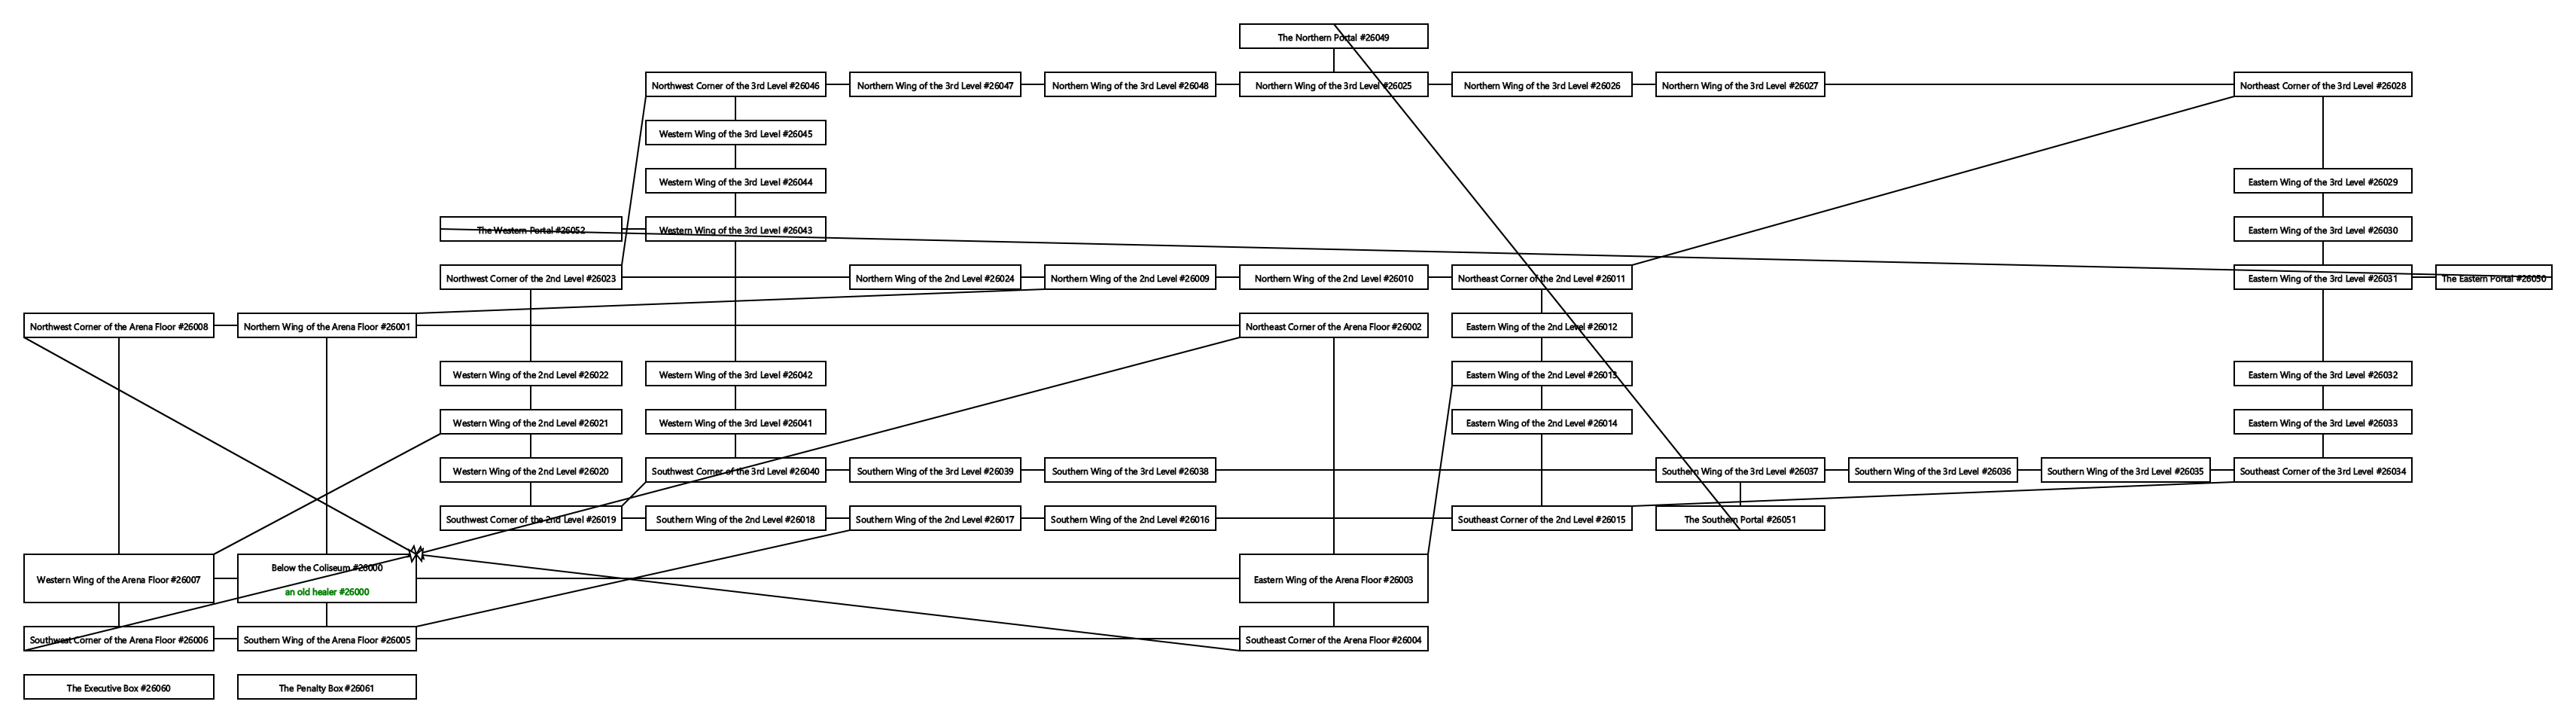 The Northern Portal #26049
Northwest Corner of the 3rd Level #26046
Northern Wing of the 3rd Level #26047
Northern Wing of the 3rd Level #26048
Northern Wing of the 3rd Level #26025
Northern Wing of the 3rd Level #26026
Northern Wing of the 3rd Level #26027
Northeast Corner of the 3rd Level #26028
Western Wing of the 3rd Level #26045
Western Wing of the 3rd Level #26044
Eastern Wing of the 3rd Level #26029
The Western Portal #26052
Western Wing of the 3rd Level #26043
Eastern Wing of the 3rd Level #26030
Northwest Corner of the 2nd Level #26023
Northern Wing of the 2nd Level #26024
Northern Wing of the 2nd Level #26009
Northern Wing of the 2nd Level #26010
Northeast Corner of the 2nd Level #26011
Eastern Wing of the 3rd Level #26031
The Eastern Portal #26050
Northwest Corner of the Arena Floor #26008
Northern Wing of the Arena Floor #26001
Northeast Corner of the Arena Floor #26002
Eastern Wing of the 2nd Level #26012
Western Wing of the 2nd Level #26022
Western Wing of the 3rd Level #26042
Eastern Wing of the 2nd Level #26013
Eastern Wing of the 3rd Level #26032
Western Wing of the 2nd Level #26021
Western Wing of the 3rd Level #26041
Eastern Wing of the 2nd Level #26014
Eastern Wing of the 3rd Level #26033
Western Wing of the 2nd Level #26020
Southwest Corner of the 3rd Level #26040
Southern Wing of the 3rd Level #26039
Southern Wing of the 3rd Level #26038
Southern Wing of the 3rd Level #26037
Southern Wing of the 3rd Level #26036
Southern Wing of the 3rd Level #26035
Southeast Corner of the 3rd Level #26034
Southwest Corner of the 2nd Level #26019
Southern Wing of the 2nd Level #26018
Southern Wing of the 2nd Level #26017
Southern Wing of the 2nd Level #26016
Southeast Corner of the 2nd Level #26015
The Southern Portal #26051
Western Wing of the Arena Floor #26007
Below the Coliseum #26000
an old healer #26000
Eastern Wing of the Arena Floor #26003
Southwest Corner of the Arena Floor #26006
Southern Wing of the Arena Floor #26005
Southeast Corner of the Arena Floor #26004
The Executive Box #26060
The Penalty Box #26061